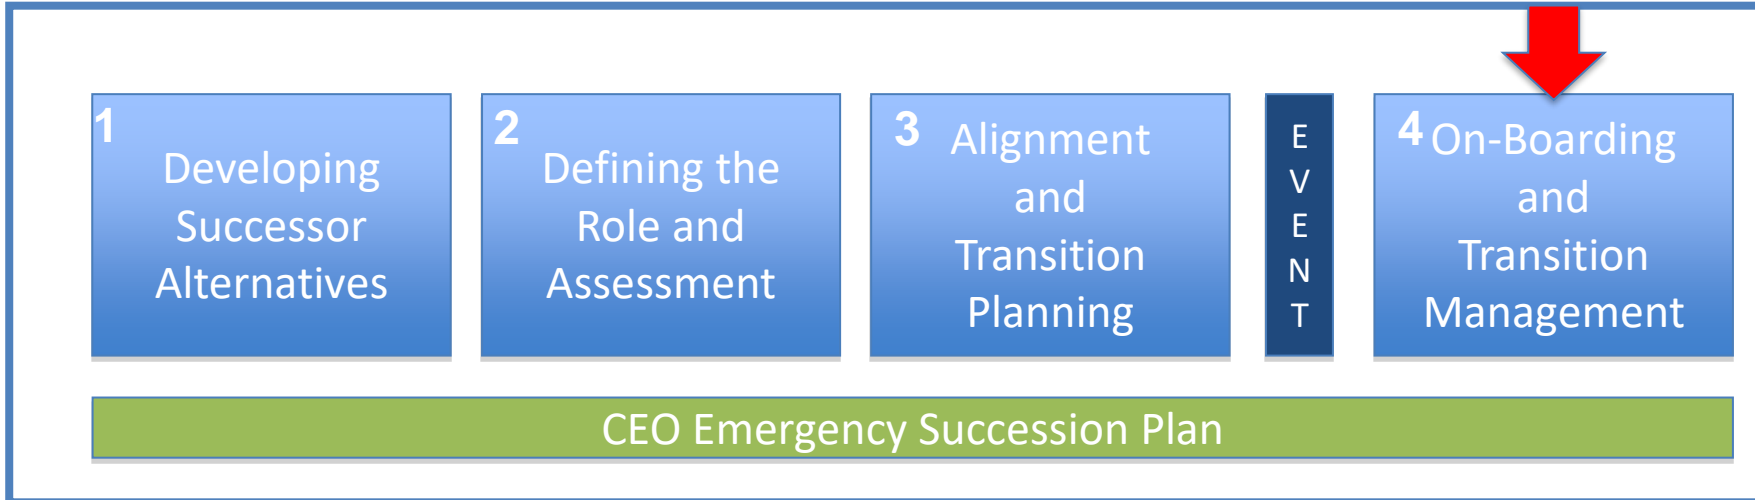 1
Developing
Successor
Alternatives
2
Defining the
Role and
Assessment
3
Alignment
and
Transition
Planning
E
V
E
N
T
4
On-Boarding
and
Transition
Management
CEO Emergency Succession Plan